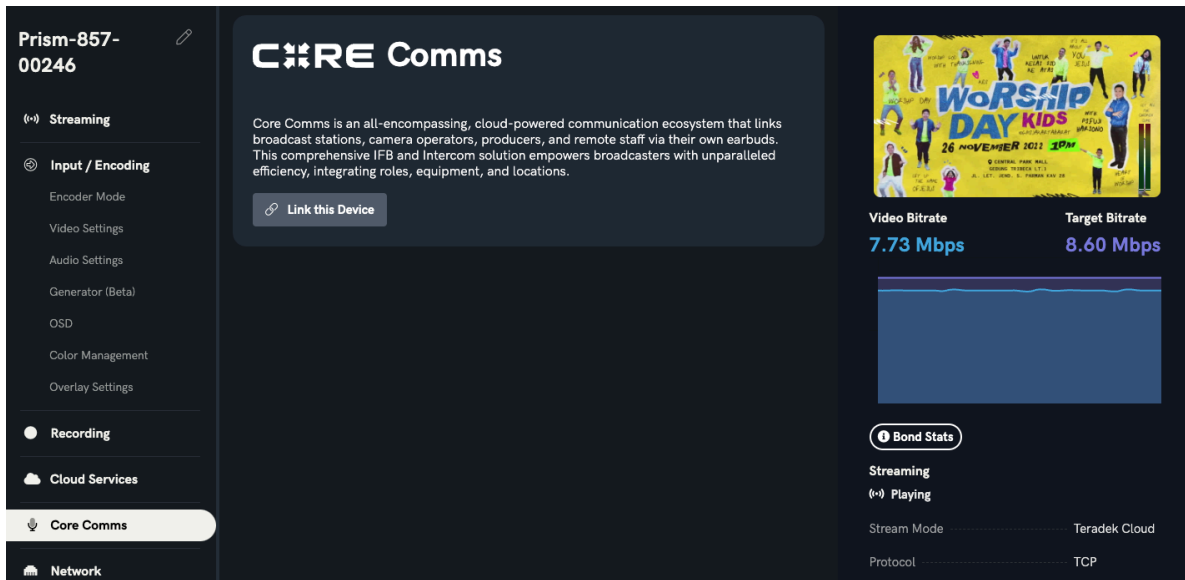 Prism-857-
00246
Streaming
Input / Encoding
Encoder Mode
Video Settings
Audio Settings
Generator (Beta)
OSD
Color Management
Overlay Settings
Recording
Cloud Services
Core Comms
Network
CORE Comms
Core Comms is an all-encompassing, cloud-powered communication ecosystem that links
broadcast stations, camera operators, producers, and remote staff via their own earbuds.
This comprehensive IFB and Intercom solution empowers broadcasters with unparalleled
efficiency, integrating roles, equipment, and locations.
Link this Device
WORSHIP
DAY KIDS
26 NOVEMBER 2022 1PM
CENTRAL PARK MALL
Video Bitrate
Target Bitrate
7.73 Mbps
8.60 Mbps
Bond Stats
Streaming
Playing
Stream Mode
Teradek Cloud
Protocol
TCP